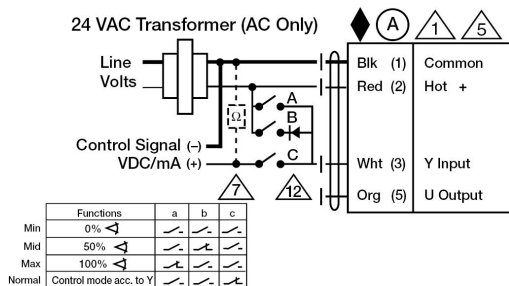 24 VAC Transformer (AC Only)
A 1 5
Line
Volts
Blk (1) Common
Red (2) Hot +
A
Ω
B
Control Signal (–)
VDC/mA (+)
C
Wht (3) Y Input
7 12
Org (5) U Output
Functions a b c
Min 0%
Mid 50%
Max 100%
Normal Control mode acc. to Y